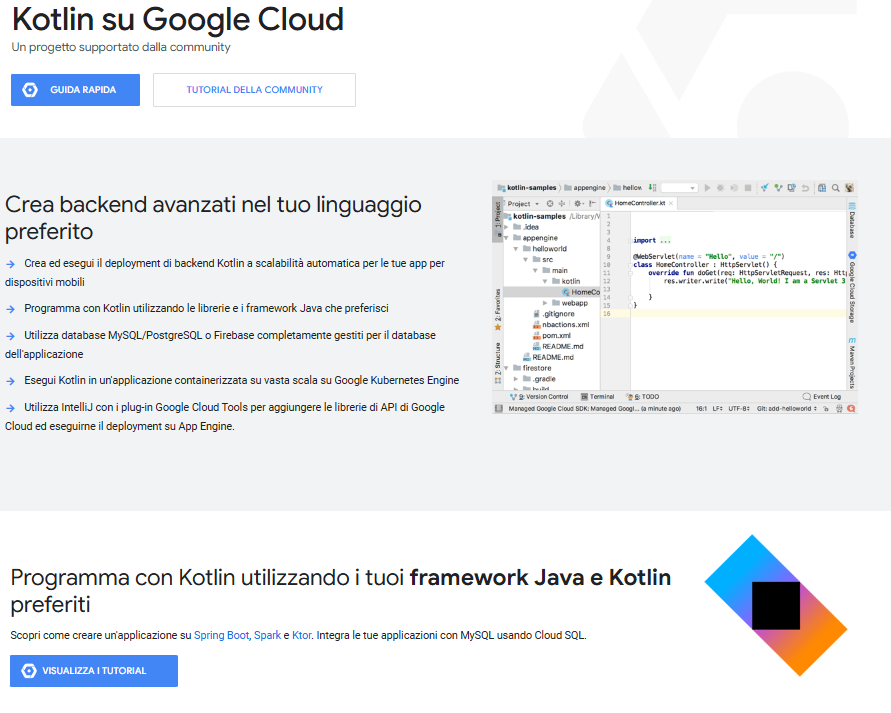 Kotlin su Google Cloud
Un progetto supportato dalla community
GUIDA RAPIDA
TUTORIAL DELLA COMMUNITY
Crea backend avanzati nel tuo linguaggio
preferito
Crea ed esegui il deployment di backend Kotlin a scalabilità automatica per le tue app per
dispositivi mobili
Programma con Kotlin utilizzando le librerie e i framework Java che preferisci
Utilizza database MySQL/PostgreSQL o Firebase completamente gestiti per il database
dell'applicazione
Esegui Kotlin in un'applicazione containerizzata su vasta scala su Google Kubernetes Engine
Utilizza IntelliJ con i plug-in Google Cloud Tools per aggiungere le librerie di API di Google
Cloud ed eseguirne il deployment su App Engine.
kotlin-samples appengine hellow
Project
HomeController.kt
1: Project
2: Favorites
2: Structure
kotlin-samples /Library/V
.idea
appengine
helloworld
src
main
kotlin
HomeCo
webapp
.gitignore
nbactions.xml
pom.xml
README.md
README.md
firestore
.gradle
build
1
2
3
4 import ...
8
9 @WebServlet(name = "Hello", value = "/")
10 class HomeController : HttpServlet() {
11 override fun doGet(req: HttpServletRequest, res: Htt
12 res.writer.write("Hello, World! I am a Servlet 3
13
14 }
15 }
16
Database
Google Cloud Storage
Maven Projects
9: Version Control
Terminal
6: TODO
Event Log
Managed Google Cloud SDK: Managed Googl... (a minute ago) 16:1 LF UTF-8 Git: add-helloworld
Programma con Kotlin utilizzando i tuoi framework Java e Kotlin
preferiti
Scopri come creare un'applicazione su Spring Boot, Spark e Ktor. Integra le tue applicazioni con MySQL usando Cloud SQL.
VISUALIZZA I TUTORIAL